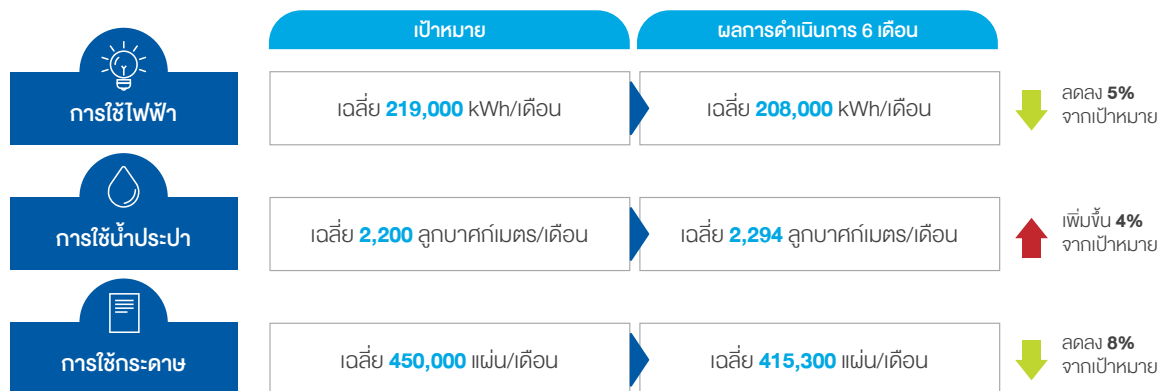 เป้าหมาย
ผลการดำเนินการ 6 เดือน
การใช้ไฟฟ้า
เฉลี่ย 219,000 kWh/เดือน
เฉลี่ย 208,000 kWh/เดือน
ลดลง 5%
จากเป้าหมาย
การใช้น้ำประปา
เฉลี่ย 2,200 ลูกบาศก์เมตร/เดือน
เฉลี่ย 2,294 ลูกบาศก์เมตร/เดือน
เพิ่มขึ้น 4%
จากเป้าหมาย
การใช้กระดาษ
เฉลี่ย 450,000 แผ่น/เดือน
เฉลี่ย 415,300 แผ่น/เดือน
ลดลง 8%
จากเป้าหมาย